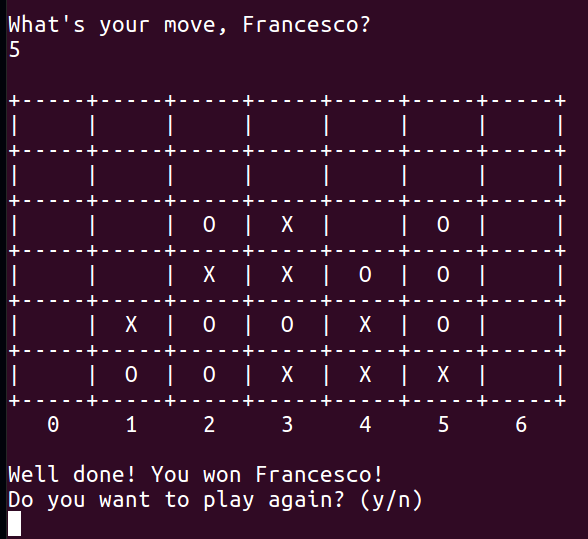 What's your move, Francesco?
5
+-----+-----+-----+-----+-----+-----+-----+
|     |     |     |     |     |     |     |
+-----+-----+-----+-----+-----+-----+-----+
|     |     |     |     |     |     |     |
+-----+-----+-----+-----+-----+-----+-----+
|     |     |  O  |  X  |     |  O  |     |
+-----+-----+-----+-----+-----+-----+-----+
|     |     |  X  |  X  |  O  |  O  |     |
+-----+-----+-----+-----+-----+-----+-----+
|     |  X  |  O  |  O  |  X  |  O  |     |
+-----+-----+-----+-----+-----+-----+-----+
|     |  O  |  O  |  X  |  X  |  X  |     |
+-----+-----+-----+-----+-----+-----+-----+
   0     1     2     3     4     5     6
Well done! You won Francesco!
Do you want to play again? (y/n)